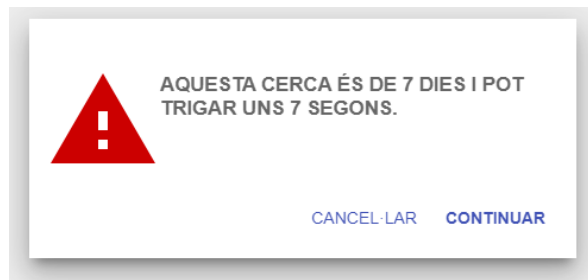 AQUESTA CERCA ÉS DE 7 DIES I POT
TRIGAR UNS 7 SEGONS.
CANCEL·LAR CONTINUAR